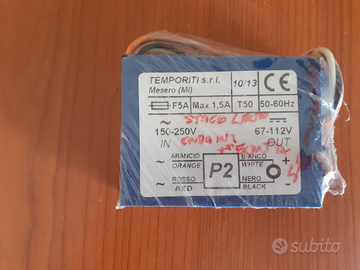 TEMPORITI s.r.l.
Mesero (MI)
10/13
CE
F5A Max 1,5A T50 50-60Hz
150-250V 67-112V
IN OUT
ARANCIO
ORANGE
ROSSO
RED
P2
BIANCO
WHITE
NERO
BLACK
+
-
subito